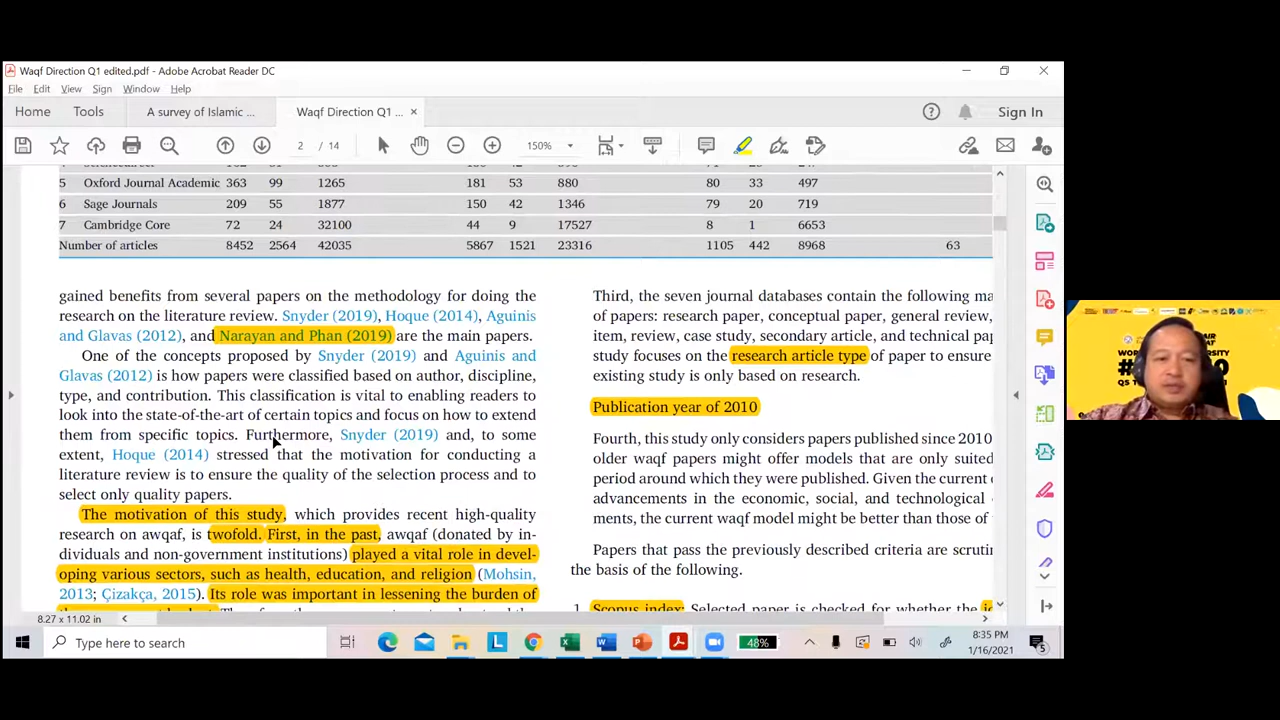 Waqf Direction Q1 edited.pdf - Adobe Acrobat Reader DC
File Edit View Sign Window Help
Home Tools A survey of Islamic ... Waqf Direction Q1 ... × Sign In
2 / 14 150%
5 Oxford Journal Academic 363 99 1265 181 53 880 80 33 497
6 Sage Journals 209 55 1877 150 42 1346 79 20 719
7 Cambridge Core 72 24 32100 44 9 17527 8 1 6653
Number of articles 8452 2564 42035 5867 1521 23316 1105 442 8968 63
gained benefits from several papers on the methodology for doing the
research on the literature review. Snyder (2019), Hoque (2014), Aguinis
and Glavas (2012), and Narayan and Phan (2019) are the main papers.
One of the concepts proposed by Snyder (2019) and Aguinis and
Glavas (2012) is how papers were classified based on author, discipline,
type, and contribution. This classification is vital to enabling readers to
look into the state-of-the-art of certain topics and focus on how to extend
them from specific topics. Furthermore, Snyder (2019) and, to some
extent, Hoque (2014) stressed that the motivation for conducting a
literature review is to ensure the quality of the selection process and to
select only quality papers.
The motivation of this study, which provides recent high-quality
research on awqaf, is twofold. First, in the past, awqaf (donated by in-
dividuals and non-government institutions) played a vital role in devel-
oping various sectors, such as health, education, and religion (Mohsin,
2013; Çizakça, 2015). Its role was important in lessening the burden of
Third, the seven journal databases contain the following ma
of papers: research paper, conceptual paper, general review,
item, review, case study, secondary article, and technical pap
study focuses on the research article type of paper to ensure
existing study is only based on research.
Publication year of 2010
Fourth, this study only considers papers published since 2010
older waqf papers might offer models that are only suited
period around which they were published. Given the current
advancements in the economic, social, and technological
ments, the current waqf model might be better than those of
Papers that pass the previously described criteria are scrutin
the basis of the following.
1. Scopus index: Selected paper is checked for whether the
8.27 x 11.02 in
Type here to search
48%
8:35 PM
1/16/2021
5